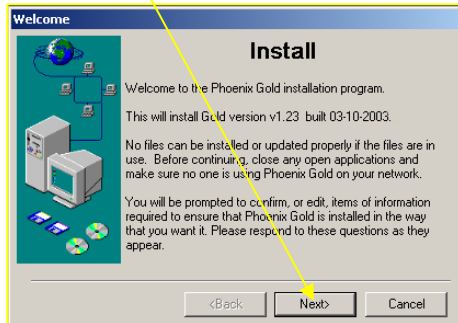 Welcome
Install
Welcome to the Phoenix Gold installation program.
This will install Gold version v1.23 built 03-10-2003.
No files can be installed or updated properly if the files are in
use. Before continuing, close any open applications and
make sure no one is using Phoenix Gold on your network.
You will be prompted to confirm, or edit, items of information
required to ensure that Phoenix Gold is installed in the way
that you want it. Please respond to these questions as they
appear.
<Back Next> Cancel